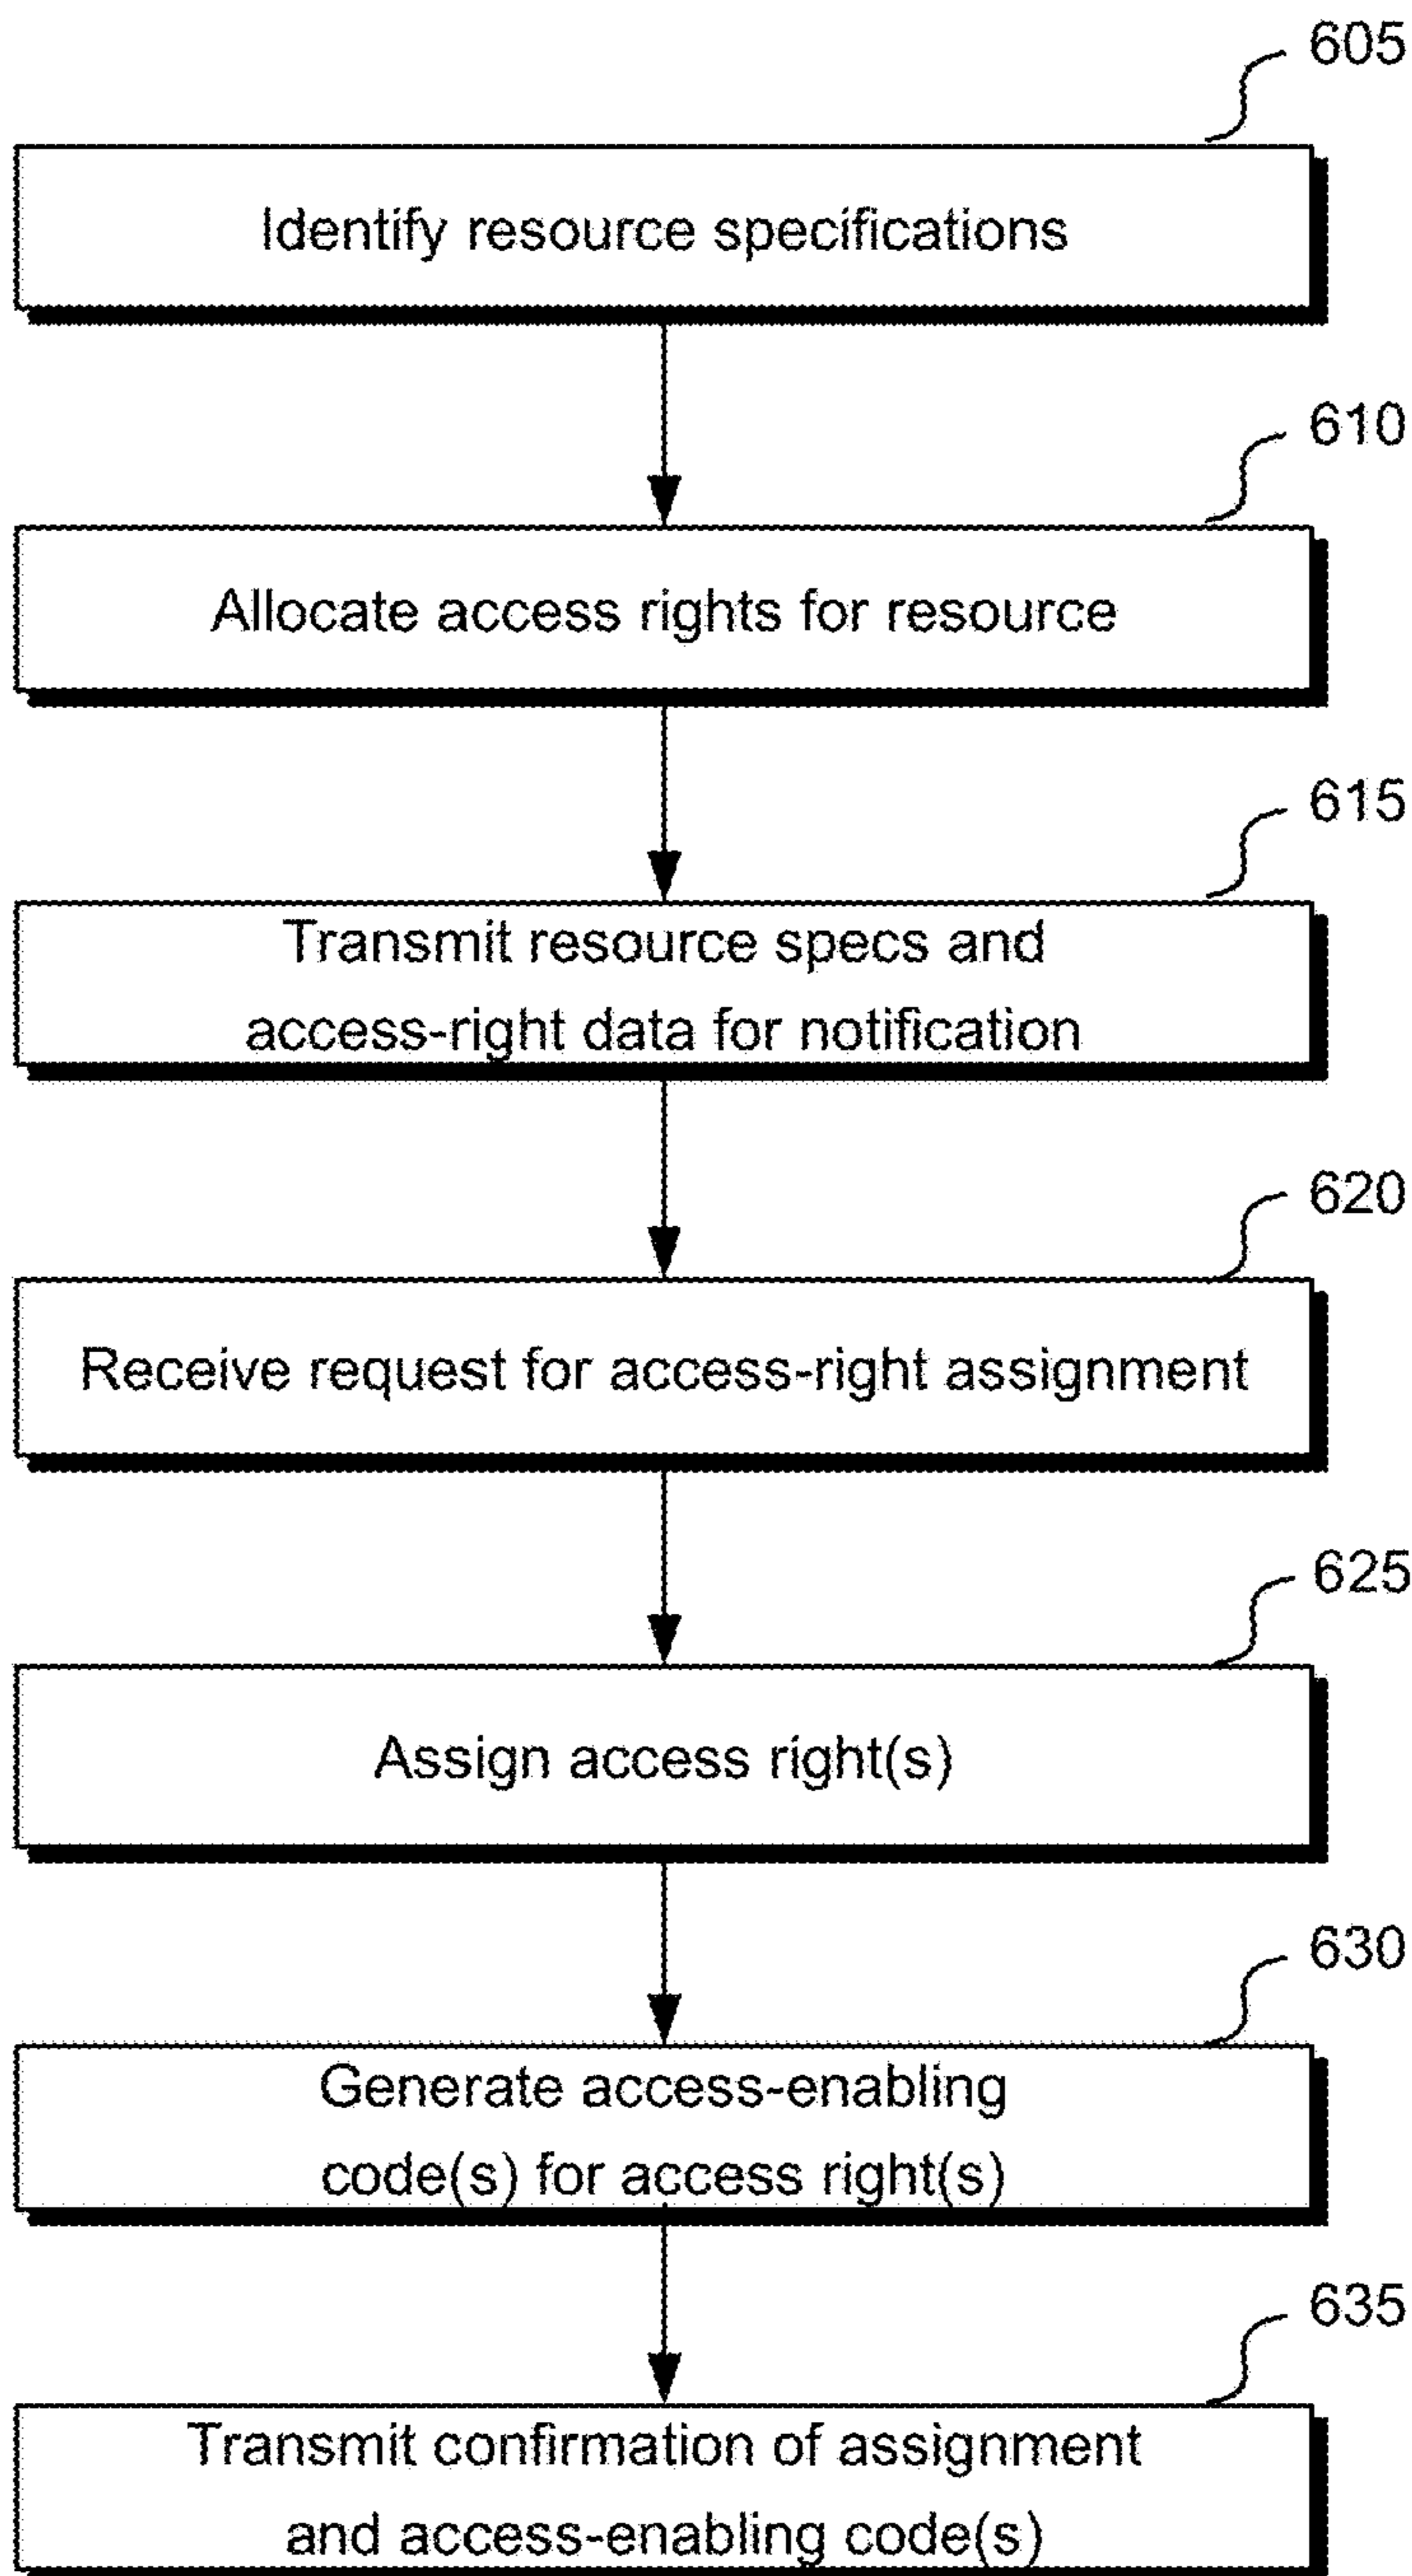 605
Identify resource specifications
610
Allocate access rights for resource
615
Transmit resource specs and
access-right data for notification
620
Receive request for access-right assignment
625
Assign access right(s)
630
Generate access-enabling
code(s) for access right(s)
635
Transmit confirmation of assignment
and access-enabling code(s)